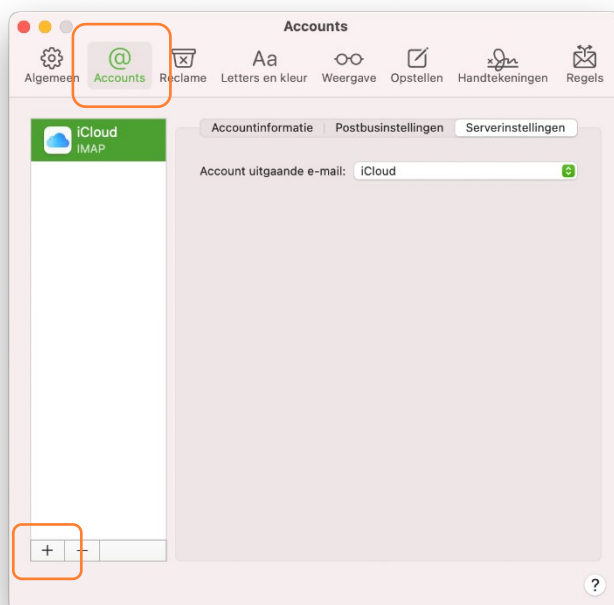 Accounts
Algemeen Accounts Reclame Letters en kleur Weergave Opstellen Handtekeningen Regels
iCloud
IMAP
Accountinformatie Postbusinstellingen Serverinstellingen
Account uitgaande e-mail: iCloud
+ −
?